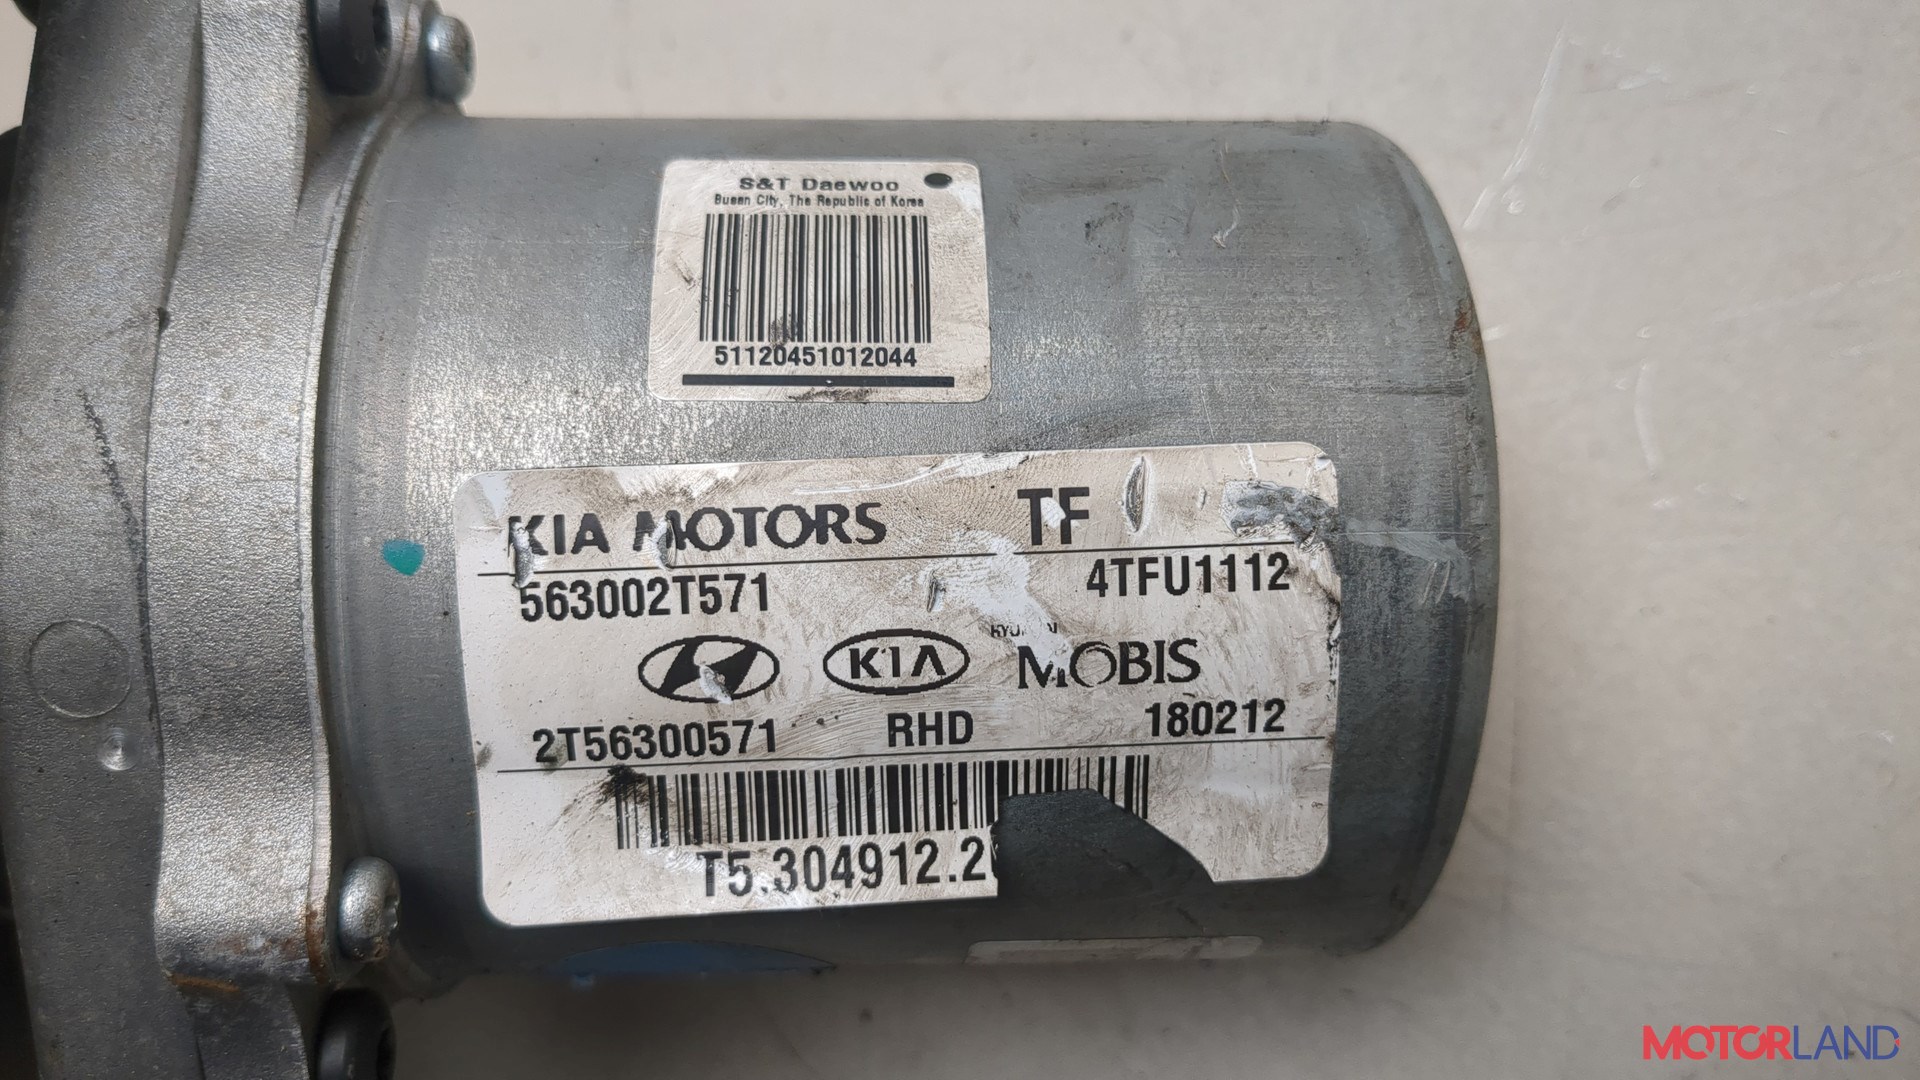 S&T Daewoo
Busan City, The Republic of Korea
51120451012044
KIA MOTORS TF
563002T571 4TFU1112
KIA HYUNDAI MOBIS
2T56300571 RHD 180212
T5.304912.2
MOTORLAND